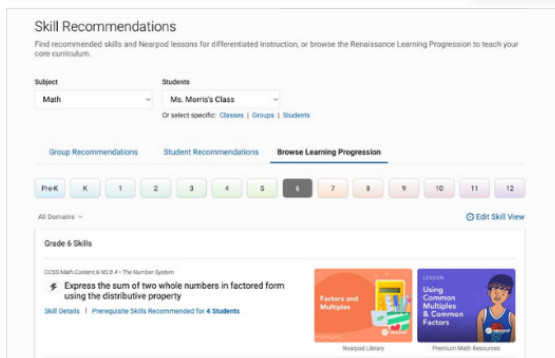 Skill Recommendations
Find recommended skills and Nearpod lessons for differentiated instruction, or browse the Renaissance Learning Progression to teach your
core curriculum.
Subject
Students
Math
Ms. Morris's Class
Or select specific: Classes | Groups | Students
Group Recommendations
Student Recommendations
Browse Learning Progression
Pre-K K 1 2 3 4 5 6 7 8 9 10 11 12
All Domains
Edit Skill View
Grade 6 Skills
CCSS Math Content 6.NS.B.4 • The Number System
Express the sum of two whole numbers in factored form
using the distributive property
Skill Details | Prerequisite Skills Recommended for 4 Students
Factors and
Multiples
nearpod
Nearpod Library
LESSON:
Using
Common
Multiples
& Common
Factors
nearpod
Premium Math Resources